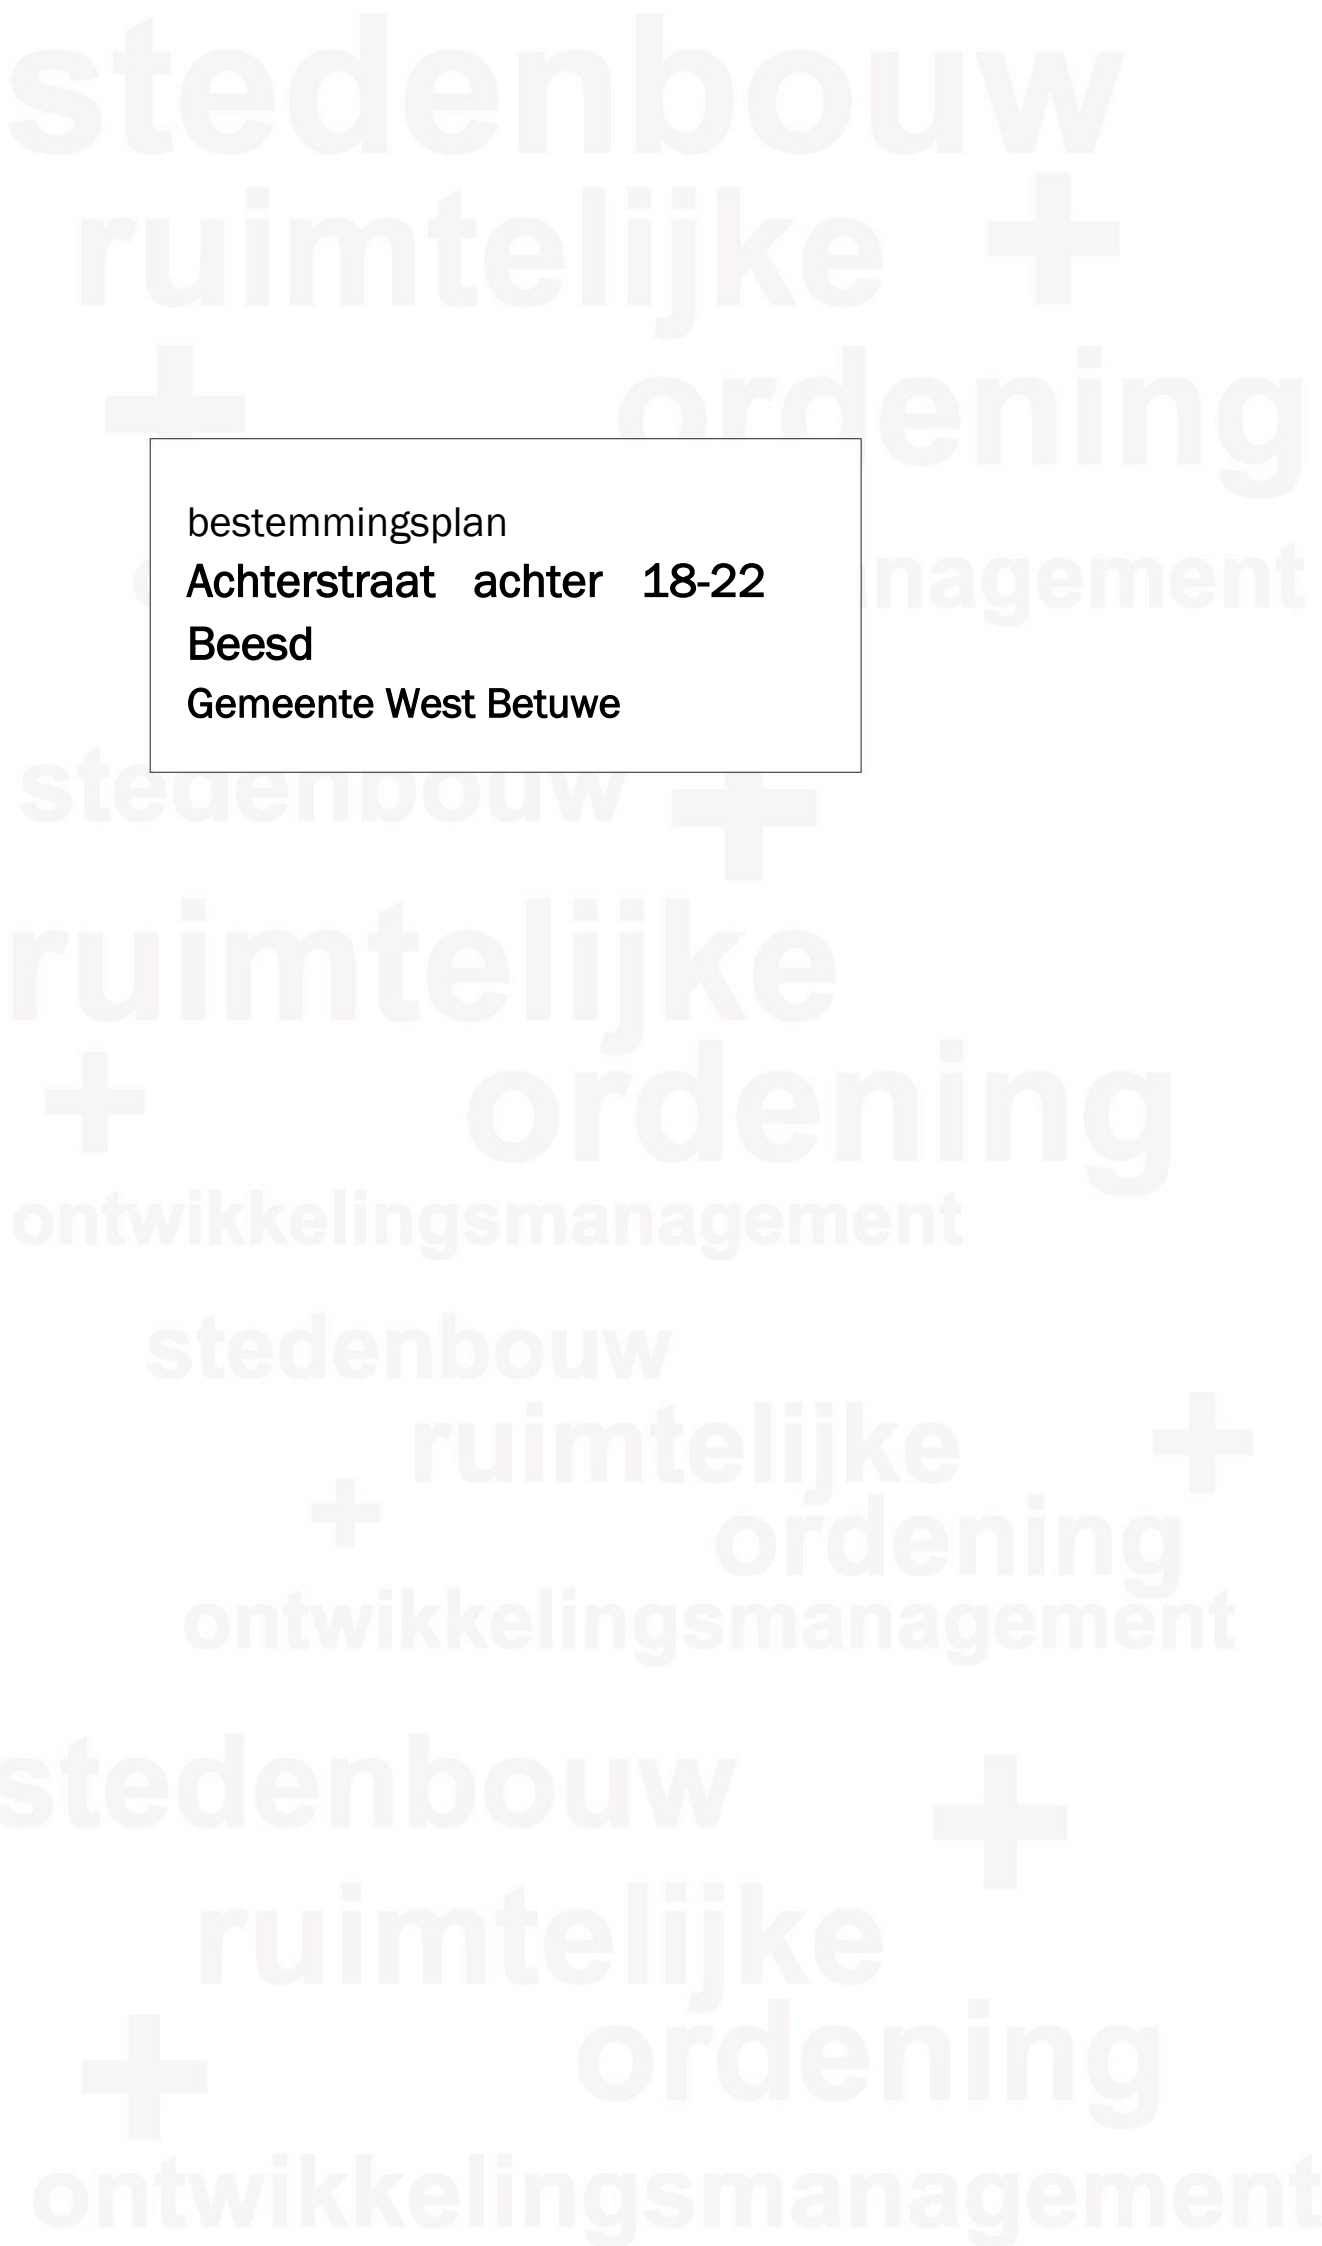 stedenbouw
ruimtelijke +
+ ordening
bestemmingsplan
Achterstraat achter 18-22
nagement
Beesd
Gemeente West Betuwe
stedenbouw +
ruimtelijke
+ ordening
ontwikkelingsmanagement
stedenbouw
ruimtelijke +
+ ordening
ontwikkelingsmanagement
stedenbouw +
ruimtelijke
+ ordening
ontwikkelingsmanagement